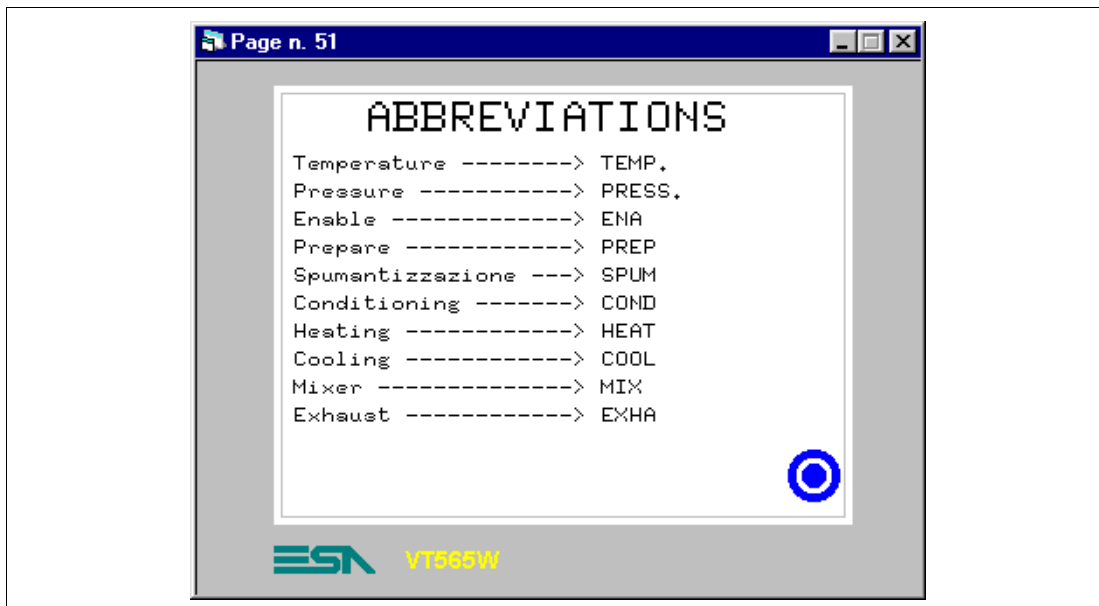 Page n. 51
ABBREVIATIONS
Temperature --------> TEMP.
Pressure -----------> PRESS.
Enable -------------> ENA
Prepare ------------> PREP
Spumantizzazione ---> SPUM
Conditioning -------> COND
Heating ------------> HEAT
Cooling ------------> COOL
Mixer --------------> MIX
Exhaust ------------> EXHA
ESA VT565W